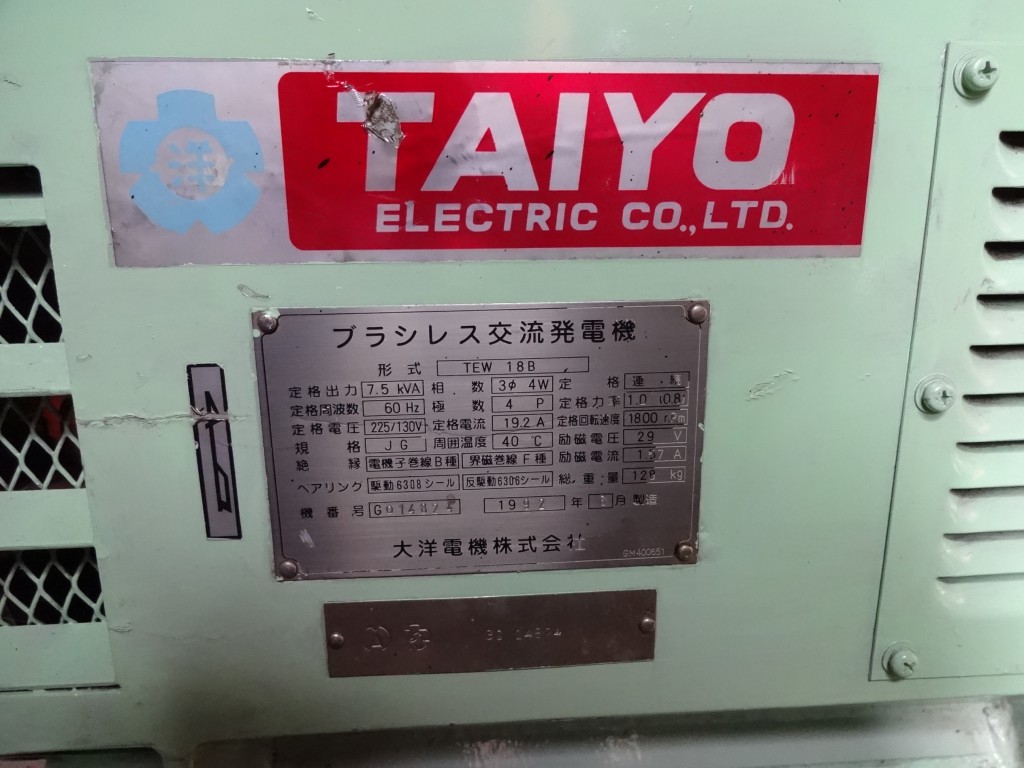 TAIYO
ELECTRIC CO., LTD.
ブラシレス交流発電機
形式 TEW 18B
定格出力 7.5 kVA 相数 3φ 4W 定格 連続
定格周波数 60 Hz 極数 4 P 定格力率 1.0 (0.8)
定格電圧 225/130V 定格電流 19.2 A 定格回転速度 1800 rpm
規格 JG 周囲温度 40 ℃ 励磁電圧 29 V
絶縁 電機子巻線B種 界磁巻線F種 励磁電流 A
ベアリング 駆動6308シール 反駆動6306シール 総重量 kg
機番号 1992 年 月製造
大洋電機株式会社
GM400651